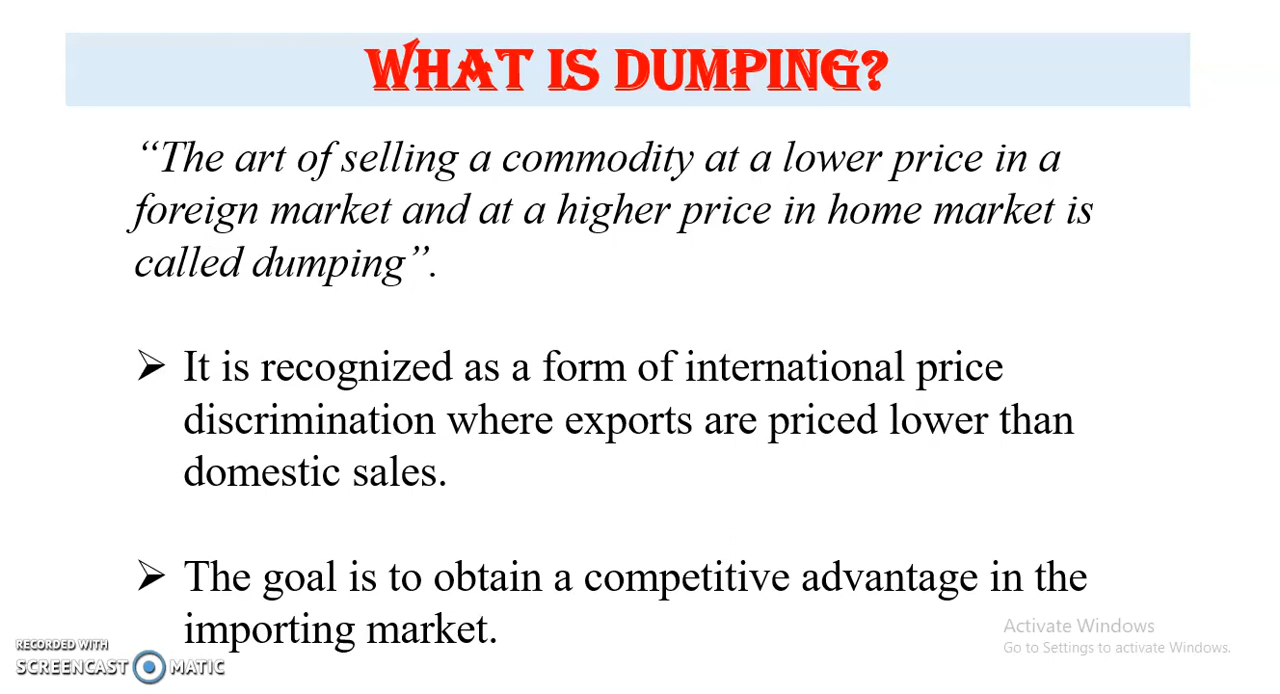 WHAT IS DUMPING?
“The art of selling a commodity at a lower price in a
foreign market and at a higher price in home market is
called dumping”.
➢ It is recognized as a form of international price
discrimination where exports are priced lower than
domestic sales.
➢ The goal is to obtain a competitive advantage in the
importing market.
Activate Windows
Go to Settings to activate Windows.
RECORDED WITH
SCREENCAST MATIC